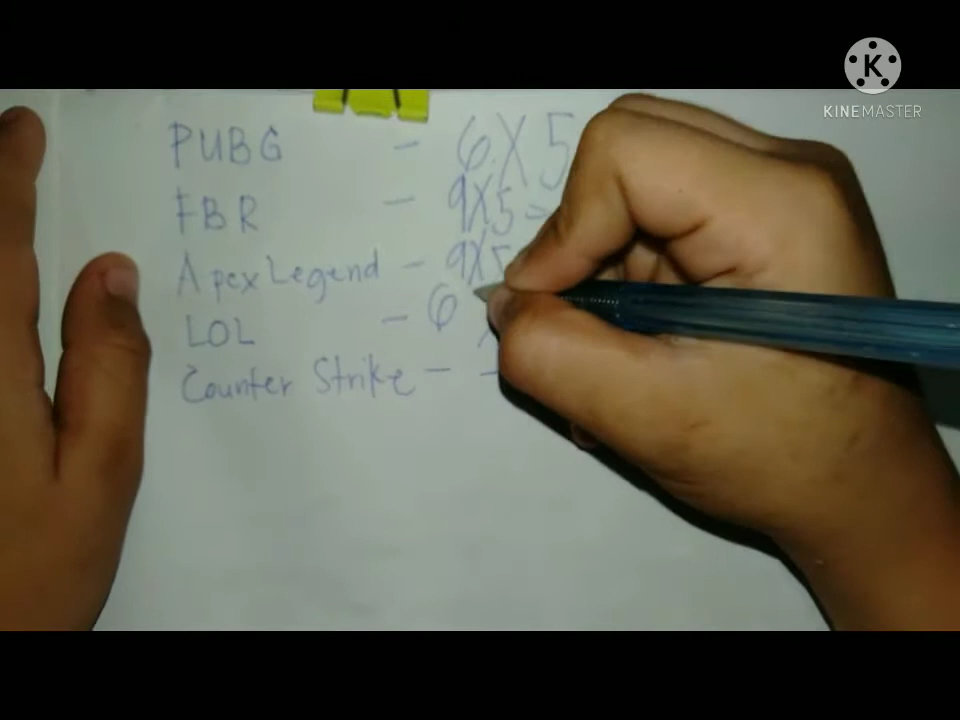 K
KINEMASTER
PUBG - 6x5
FBR - 9x5 =
Apex Legend - 9x5
LOL - 6 x
Counter Strike - -